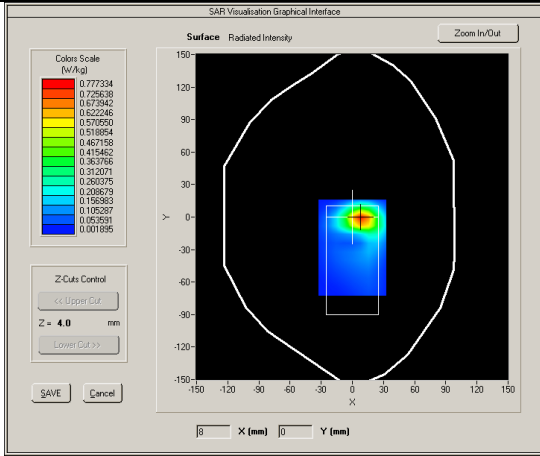 SAR Visualisation Graphical Interface
Surface Radiated Intensity
Zoom In/Out
Colors Scale
(W/kg)
0.777334
0.725638
0.673942
0.622246
0.570550
0.518854
0.467158
0.415462
0.363766
0.312071
0.260375
0.208679
0.156983
0.105287
0.053591
0.001895
Z-Cuts Control
<< Upper Cut
Z = 4.0 mm
Lower Cut >>
SAVE
Cancel
150
120
90
60
30
0
-30
-60
-90
-120
-150
Y
-150 -120 -90 -60 -30 0 30 60 90 120 150
X
8 X (mm) 0 Y (mm)